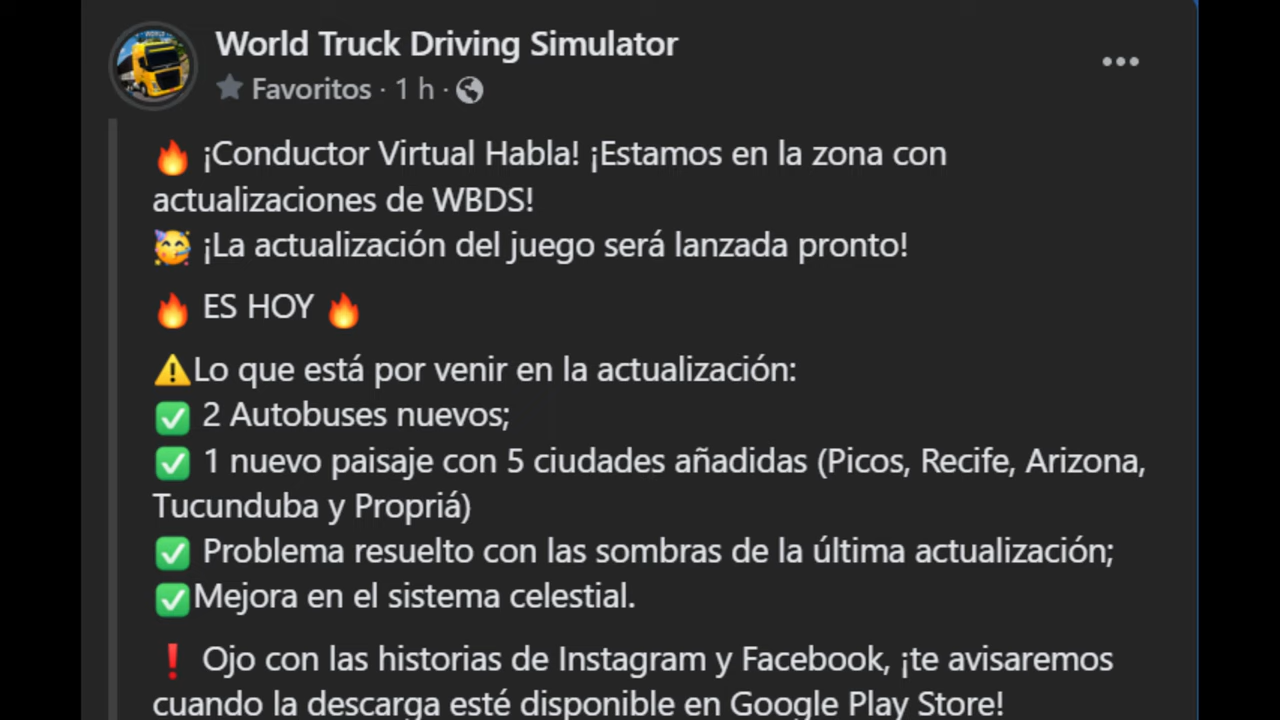 World Truck Driving Simulator
Favoritos · 1 h ·
🔥 ¡Conductor Virtual Habla! ¡Estamos en la zona con
actualizaciones de WBDS!
🥳 ¡La actualización del juego será lanzada pronto!
🔥 ES HOY 🔥
⚠️Lo que está por venir en la actualización:
✅ 2 Autobuses nuevos;
✅ 1 nuevo paisaje con 5 ciudades añadidas (Picos, Recife, Arizona,
Tucunduba y Propriá)
✅ Problema resuelto con las sombras de la última actualización;
✅Mejora en el sistema celestial.
❗ Ojo con las historias de Instagram y Facebook, ¡te avisaremos
cuando la descarga esté disponible en Google Play Store!